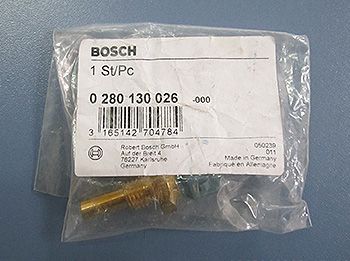 BOSCH
1 St/Pc
0 280 130 026 -000
3 165142 704784
Robert Bosch GmbH
Auf der Breit 4
76227 Karlsruhe
Germany
050239
011
Made in Germany
Fabriqué en Allemagne